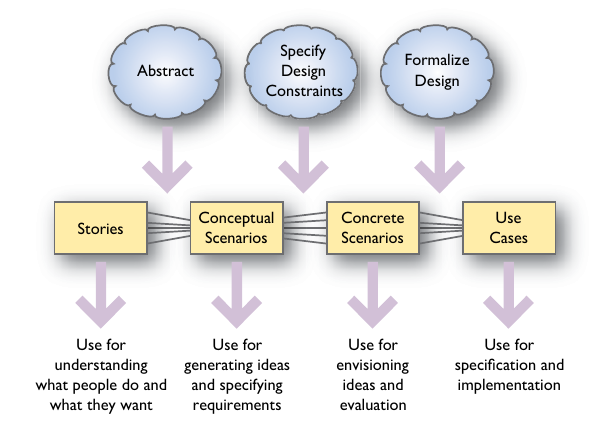 Abstract
Specify
Design
Constraints
Formalize
Design
Stories
Conceptual
Scenarios
Concrete
Scenarios
Use
Cases
Use for
understanding
what people do and
what they want
Use for
generating ideas
and specifying
requirements
Use for
envisioning
ideas and
evaluation
Use for
specification and
implementation